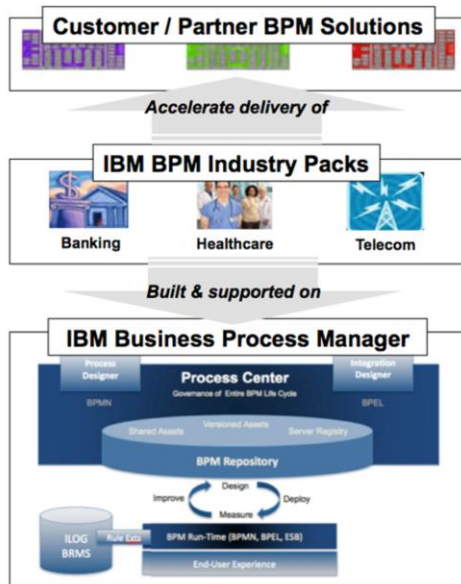 Customer / Partner BPM Solutions
Accelerate delivery of
IBM BPM Industry Packs
Banking
Healthcare
Telecom
Built & supported on
IBM Business Process Manager
Process
Designer
BPMN
Process Center
Governance of Entire BPM Life Cycle
Integration
Designer
BPEL
Shared Assets
Versioned Assets
Server Registry
BPM Repository
Improve
Design
Deploy
Measure
ILOG
BRMS
Rule Exts
BPM Run-Time (BPMN, BPEL, ESB)
End-User Experience